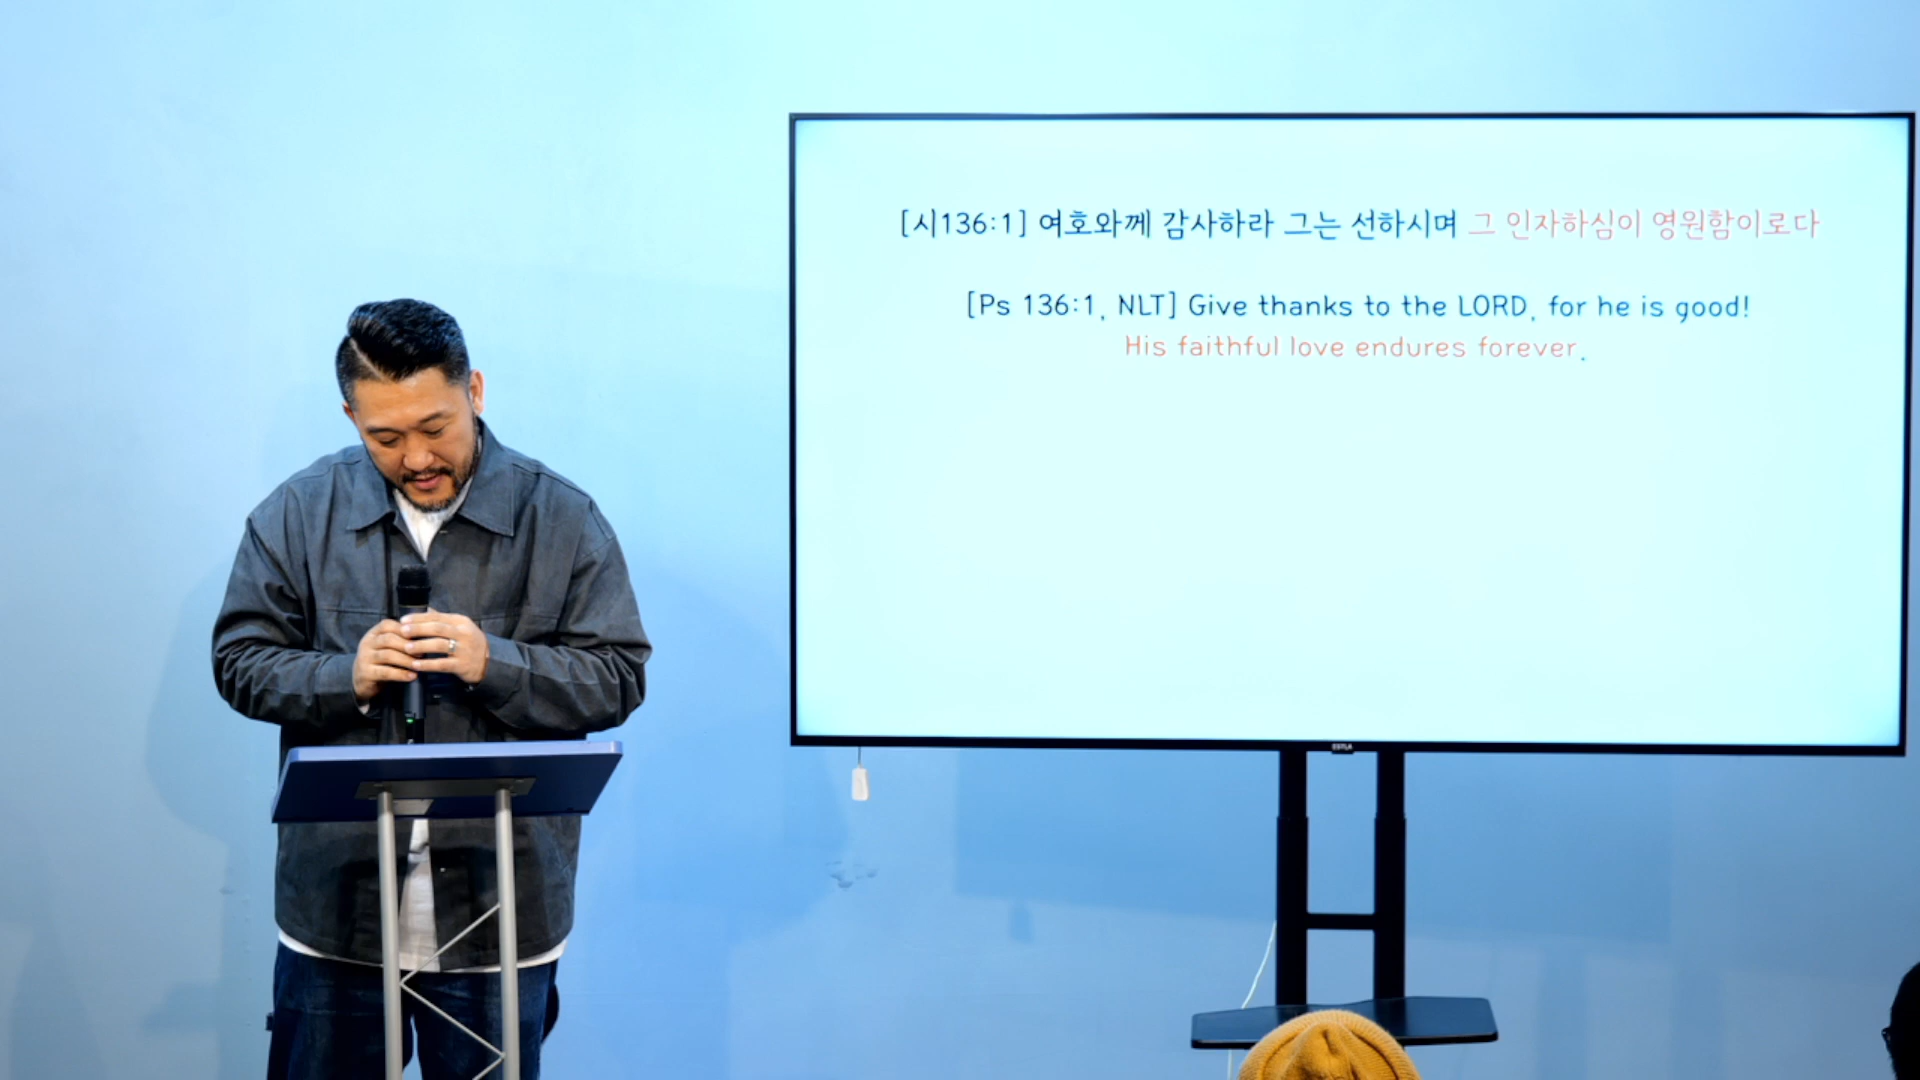 [시136:1] 여호와께 감사하라 그는 선하시며 그 인자하심이 영원함이로다
[Ps 136:1, NLT] Give thanks to the LORD, for he is good!
His faithful love endures forever.